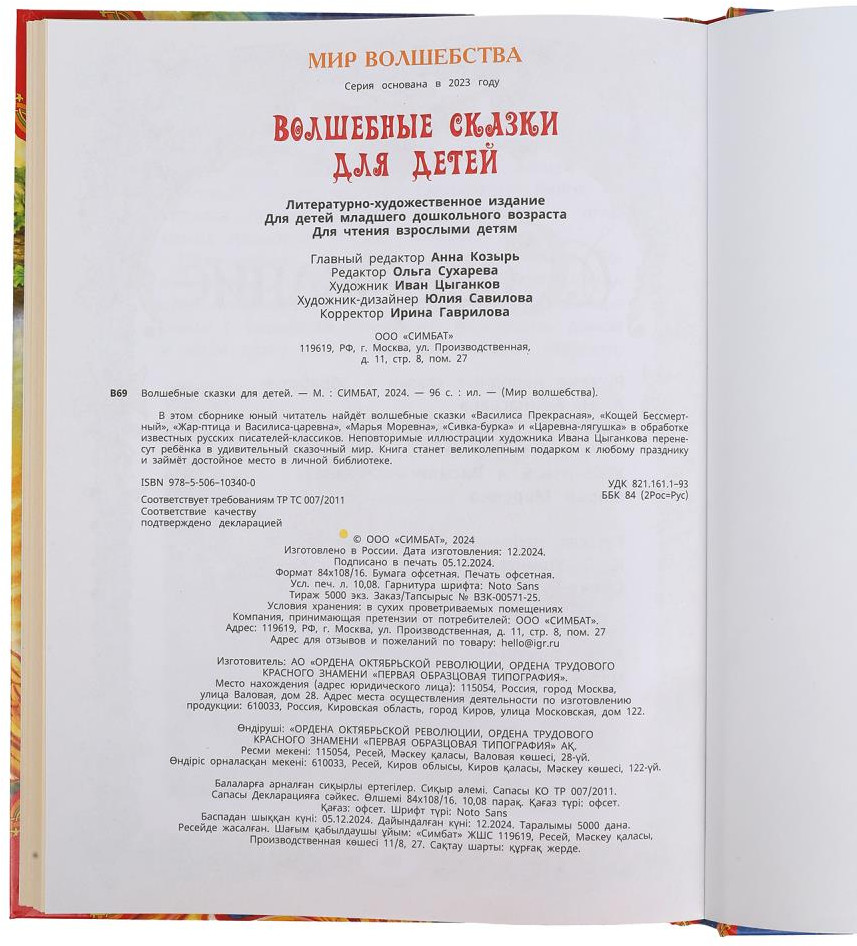 МИР ВОЛШЕБСТВА
Серия основана в 2023 году
ВОЛШЕБНЫЕ СКАЗКИ
ДЛЯ ДЕТЕЙ
Литературно-художественное издание
Для детей младшего дошкольного возраста
Для чтения взрослыми детям
Главный редактор Анна Козырь
Редактор Ольга Сухарева
Художник Иван Цыганков
Художник-дизайнер Юлия Савилова
Корректор Ирина Гаврилова
ООО «СИМБАТ»
119619, РФ, г. Москва, ул. Производственная,
д. 11, стр. 8, пом. 27
В69 Волшебные сказки для детей. — М. : СИМБАТ, 2024. — 96 с. : ил. — (Мир волшебства).
В этом сборнике юный читатель найдёт волшебные сказки «Василиса Прекрасная», «Кощей Бессмерт-
ный», «Жар-птица и Василиса-царевна», «Марья Моревна», «Сивка-бурка» и «Царевна-лягушка» в обработке
известных русских писателей-классиков. Неповторимые иллюстрации художника Ивана Цыганкова перене-
сут ребёнка в удивительный сказочный мир. Книга станет великолепным подарком к любому празднику
и займёт достойное место в личной библиотеке.
ISBN 978-5-506-10340-0
УДК 821.161.1-93
ББК 84 (2Рос=Рус)
Соответствует требованиям ТР ТС 007/2011
Соответствие качеству
подтверждено декларацией
© ООО «СИМБАТ», 2024
Изготовлено в России. Дата изготовления: 12.2024.
Подписано в печать 05.12.2024.
Формат 84х108/16. Бумага офсетная. Печать офсетная.
Усл. печ. л. 10,08. Гарнитура шрифта: Noto Sans
Тираж 5000 экз. Заказ/Тапсырыс № ВЗК-00571-25.
Условия хранения: в сухих проветриваемых помещениях
Компания, принимающая претензии от потребителей: ООО «СИМБАТ».
Адрес: 119619, РФ, г. Москва, ул. Производственная, д. 11, стр. 8, пом. 27
Адрес для отзывов и пожеланий по товару: hello@igr.ru
Изготовитель: АО «ОРДЕНА ОКТЯБРЬСКОЙ РЕВОЛЮЦИИ, ОРДЕНА ТРУДОВОГО
КРАСНОГО ЗНАМЕНИ «ПЕРВАЯ ОБРАЗЦОВАЯ ТИПОГРАФИЯ».
Место нахождения (адрес юридического лица): 115054, Россия, город Москва,
улица Валовая, дом 28. Адрес места осуществления деятельности по изготовлению
продукции: 610033, Россия, Кировская область, город Киров, улица Московская, дом 122.
Өндіруші: «ОРДЕНА ОКТЯБРЬСКОЙ РЕВОЛЮЦИИ, ОРДЕНА ТРУДОВОГО
КРАСНОГО ЗНАМЕНИ «ПЕРВАЯ ОБРАЗЦОВАЯ ТИПОГРАФИЯ» АҚ.
Ресми мекені: 115054, Ресей, Мәскеу қаласы, Валовая көшесі, 28-үй.
Өндіріс орналасқан мекені: 610033, Ресей, Киров облысы, Киров қаласы, Мәскеу көшесі, 122-үй.
Балаларға арналған сиқырлы ертегілер. Сиқыр әлемі. Сапасы КО ТР 007/2011.
Сапасы Декларацияға сәйкес. Өлшемі 84х108/16. 10,08 парақ. Қағаз түрі: офсет.
Қағаз: офсет. Шрифт түрі: Noto Sans
Баспадан шыққан күні: 05.12.2024. Дайындалған күні: 12.2024. Таралымы 5000 дана.
Ресейде жасалған. Шағым қабылдаушы ұйым: «Симбат» ЖШС 119619, Ресей, Мәскеу қаласы,
Производственная көшесі 11/8, 27. Сақтау шарты: құрғақ жерде.